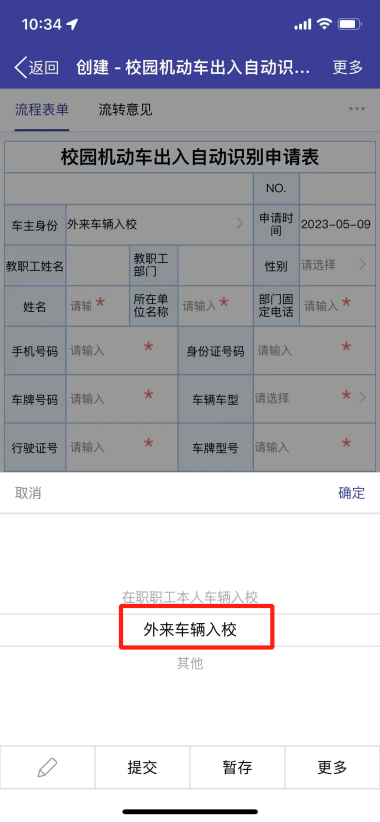 10:34
返回 创建 - 校园机动车出入自动识... 更多
流程表单 流转意见 ...
校园机动车出入自动识别申请表
NO.
车主身份 外来车辆入校 申请时间 2023-05-09
教职工姓名 教职工部门 性别 请选择
姓名 请输 * 所在单位名称 请输入 * 部门固定电话 请输入 *
手机号码 请输入 * 身份证号码 请输入 *
车牌号码 请输入 * 车辆车型 请选择 *
行驶证号 请输入 * 车牌型号 请输入 *
取消 确定
在职职工本人车辆入校
外来车辆入校
其他
提交 暂存 更多